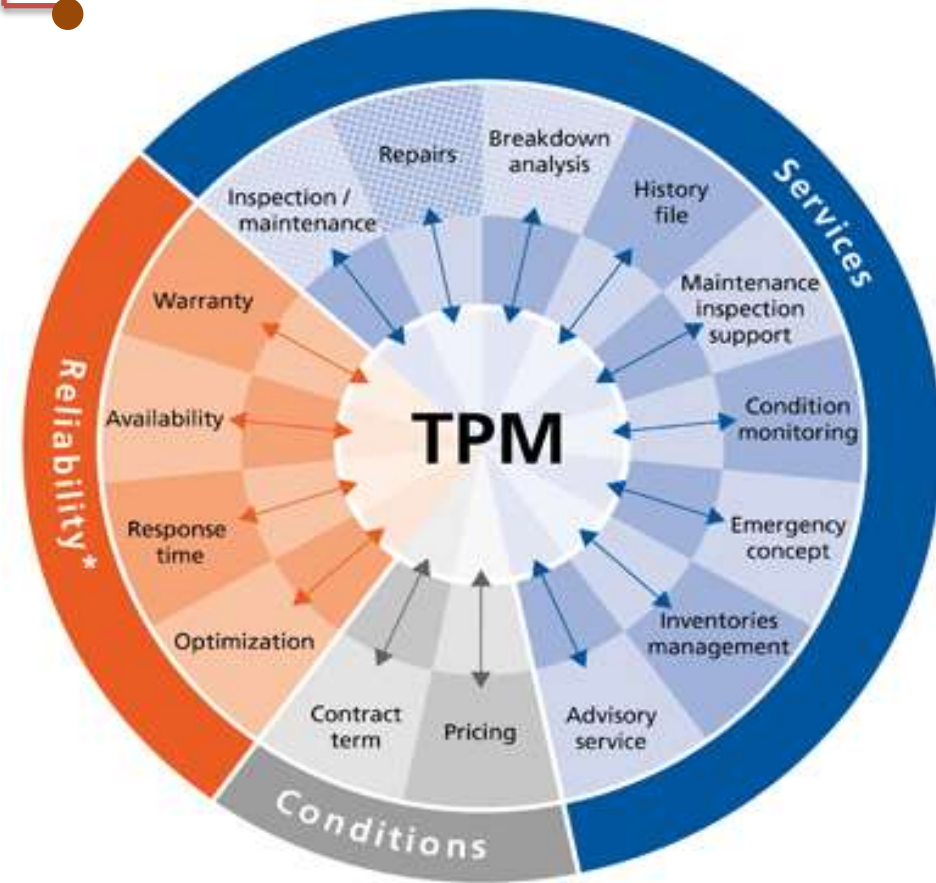 Services
Inspection /
maintenance
Repairs
Breakdown
analysis
History
file
Maintenance
inspection
support
Condition
monitoring
Emergency
concept
Inventories
management
Advisory
service
Conditions
Pricing
Contract
term
Reliability*
Optimization
Response
time
Availability
Warranty
TPM